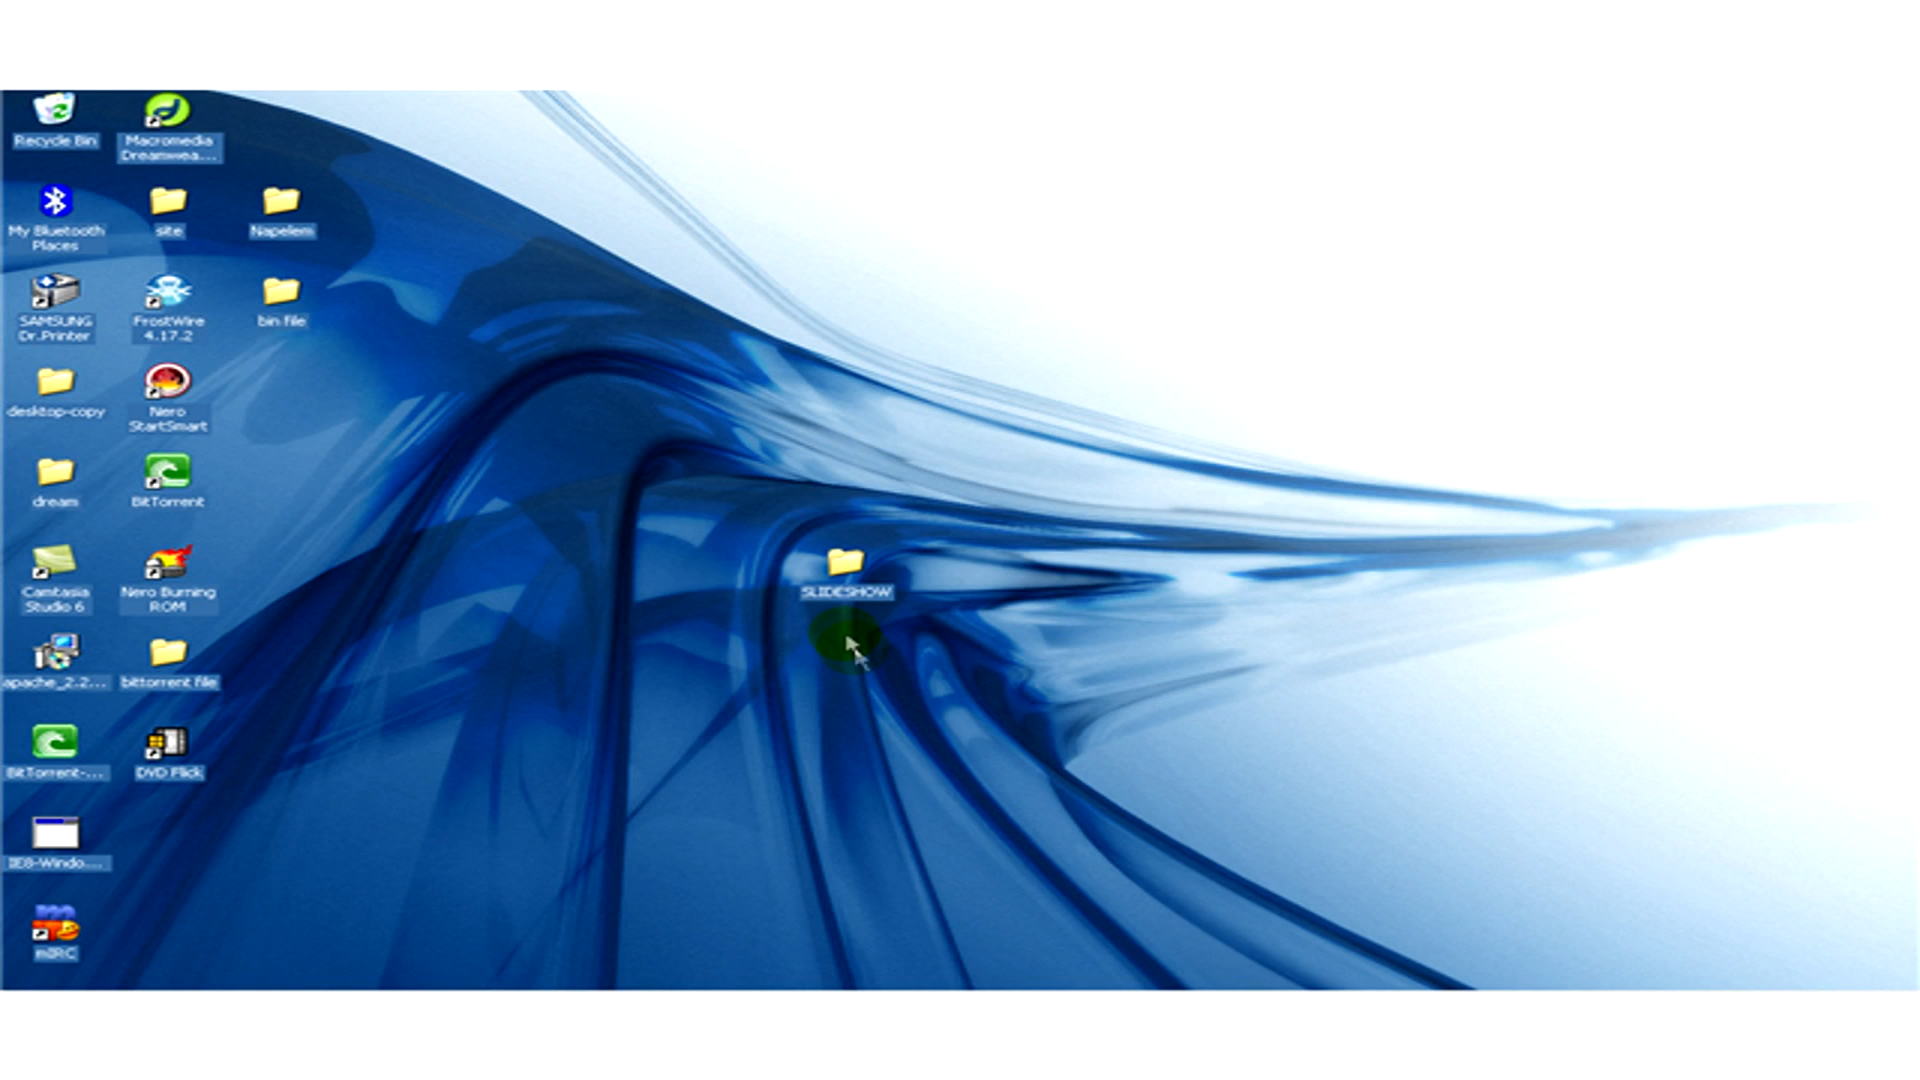 Recycle Bin
Macromedia
Dreamwea...
My Bluetooth
Places
site
Napelem
SAMSUNG
Dr.Printer
FrostWire
4.17.2
bin file
desktop-copy
Nero
StartSmart
dream
BitTorrent
Camtasia
Studio 6
Nero Burning
ROM
SLIDESHOW
apache_2.2...
bittorrent file
BitTorrent-...
DVD Flick
IE8-Windo...
mIRC